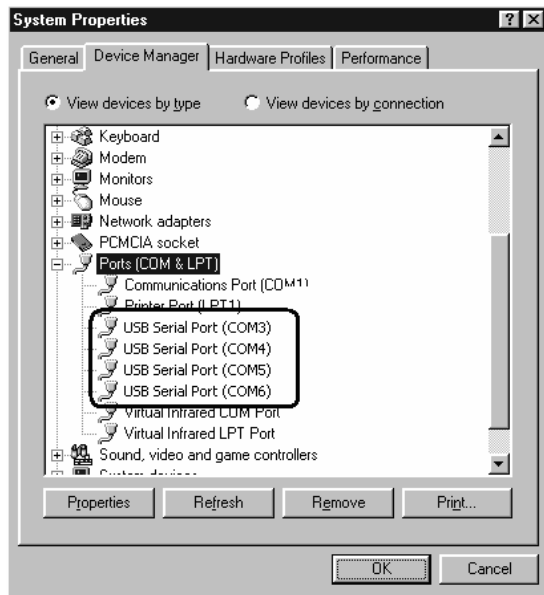 System Properties
General Device Manager Hardware Profiles Performance
View devices by type View devices by connection
Keyboard
Modem
Monitors
Mouse
Network adapters
PCMCIA socket
Ports (COM & LPT)
Communications Port (COM1)
Printer Port (LPT1)
USB Serial Port (COM3)
USB Serial Port (COM4)
USB Serial Port (COM5)
USB Serial Port (COM6)
Virtual Infrared COM Port
Virtual Infrared LPT Port
Sound, video and game controllers
System devices
Properties Refresh Remove Print...
OK Cancel